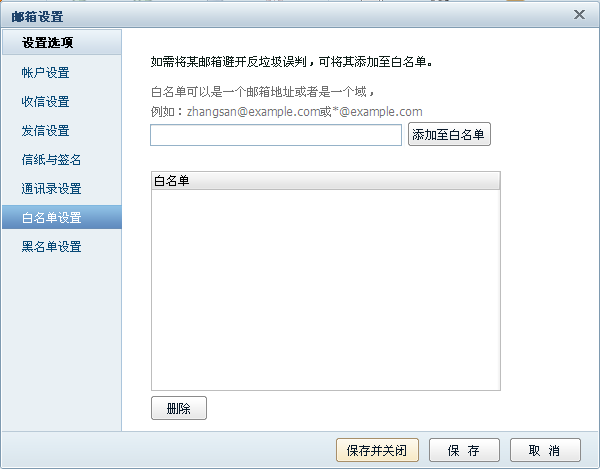 邮箱设置
设置选项
帐户设置
收信设置
发信设置
信纸与签名
通讯录设置
白名单设置
黑名单设置
如需将某邮箱避开反垃圾误判，可将其添加至白名单。
白名单可以是一个邮箱地址或者是一个域，
例如：zhangsan@example.com或*@example.com
添加至白名单
白名单
删除
保存并关闭
保 存
取 消